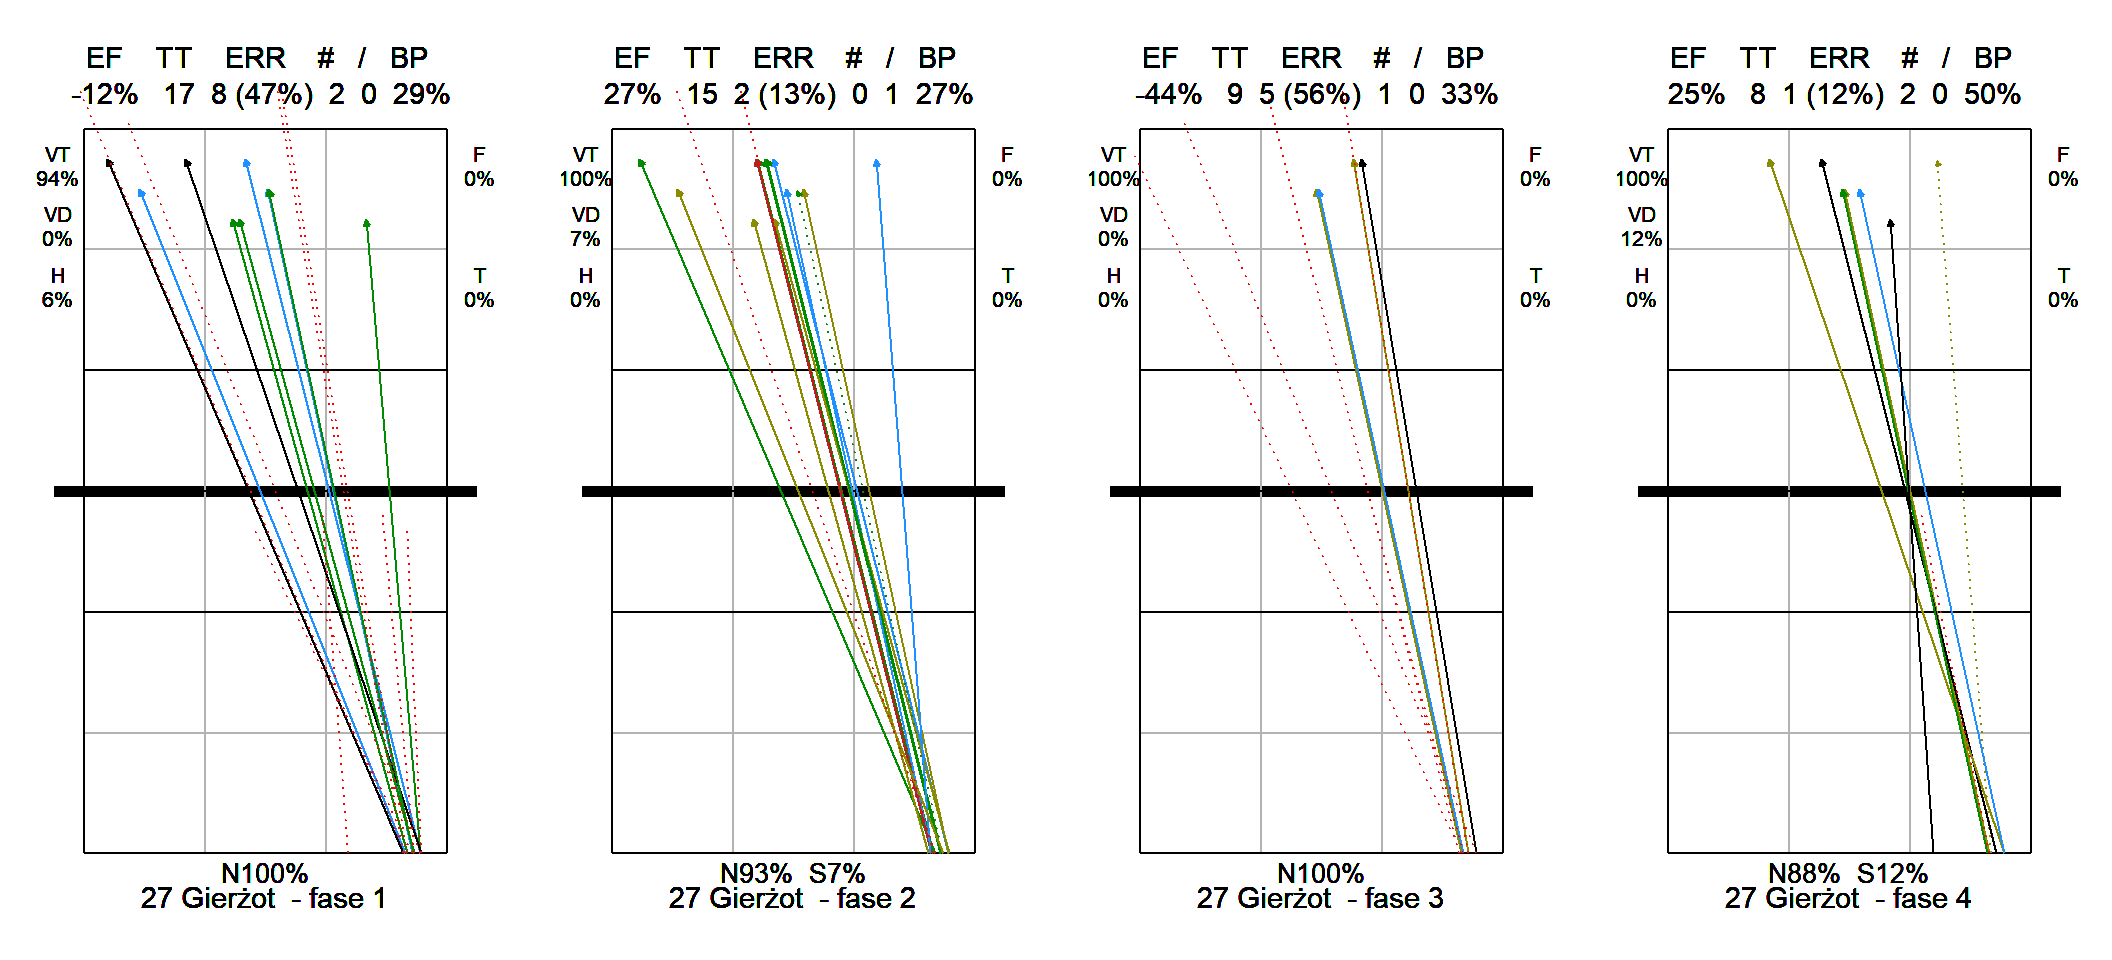 EF TT ERR # / BP
-12% 17 8 (47%) 2 0 29%
VT
94%
VD
0%
H
6%
F
0%
T
0%
N100%
27 Gierżot - fase 1
EF TT ERR # / BP
27% 15 2 (13%) 0 1 27%
VT
100%
VD
7%
H
0%
F
0%
T
0%
N93% S7%
27 Gierżot - fase 2
EF TT ERR # / BP
-44% 9 5 (56%) 1 0 33%
VT
100%
VD
0%
H
0%
F
0%
T
0%
N100%
27 Gierżot - fase 3
EF TT ERR # / BP
25% 8 1 (12%) 2 0 50%
VT
100%
VD
12%
H
0%
F
0%
T
0%
N88% S12%
27 Gierżot - fase 4